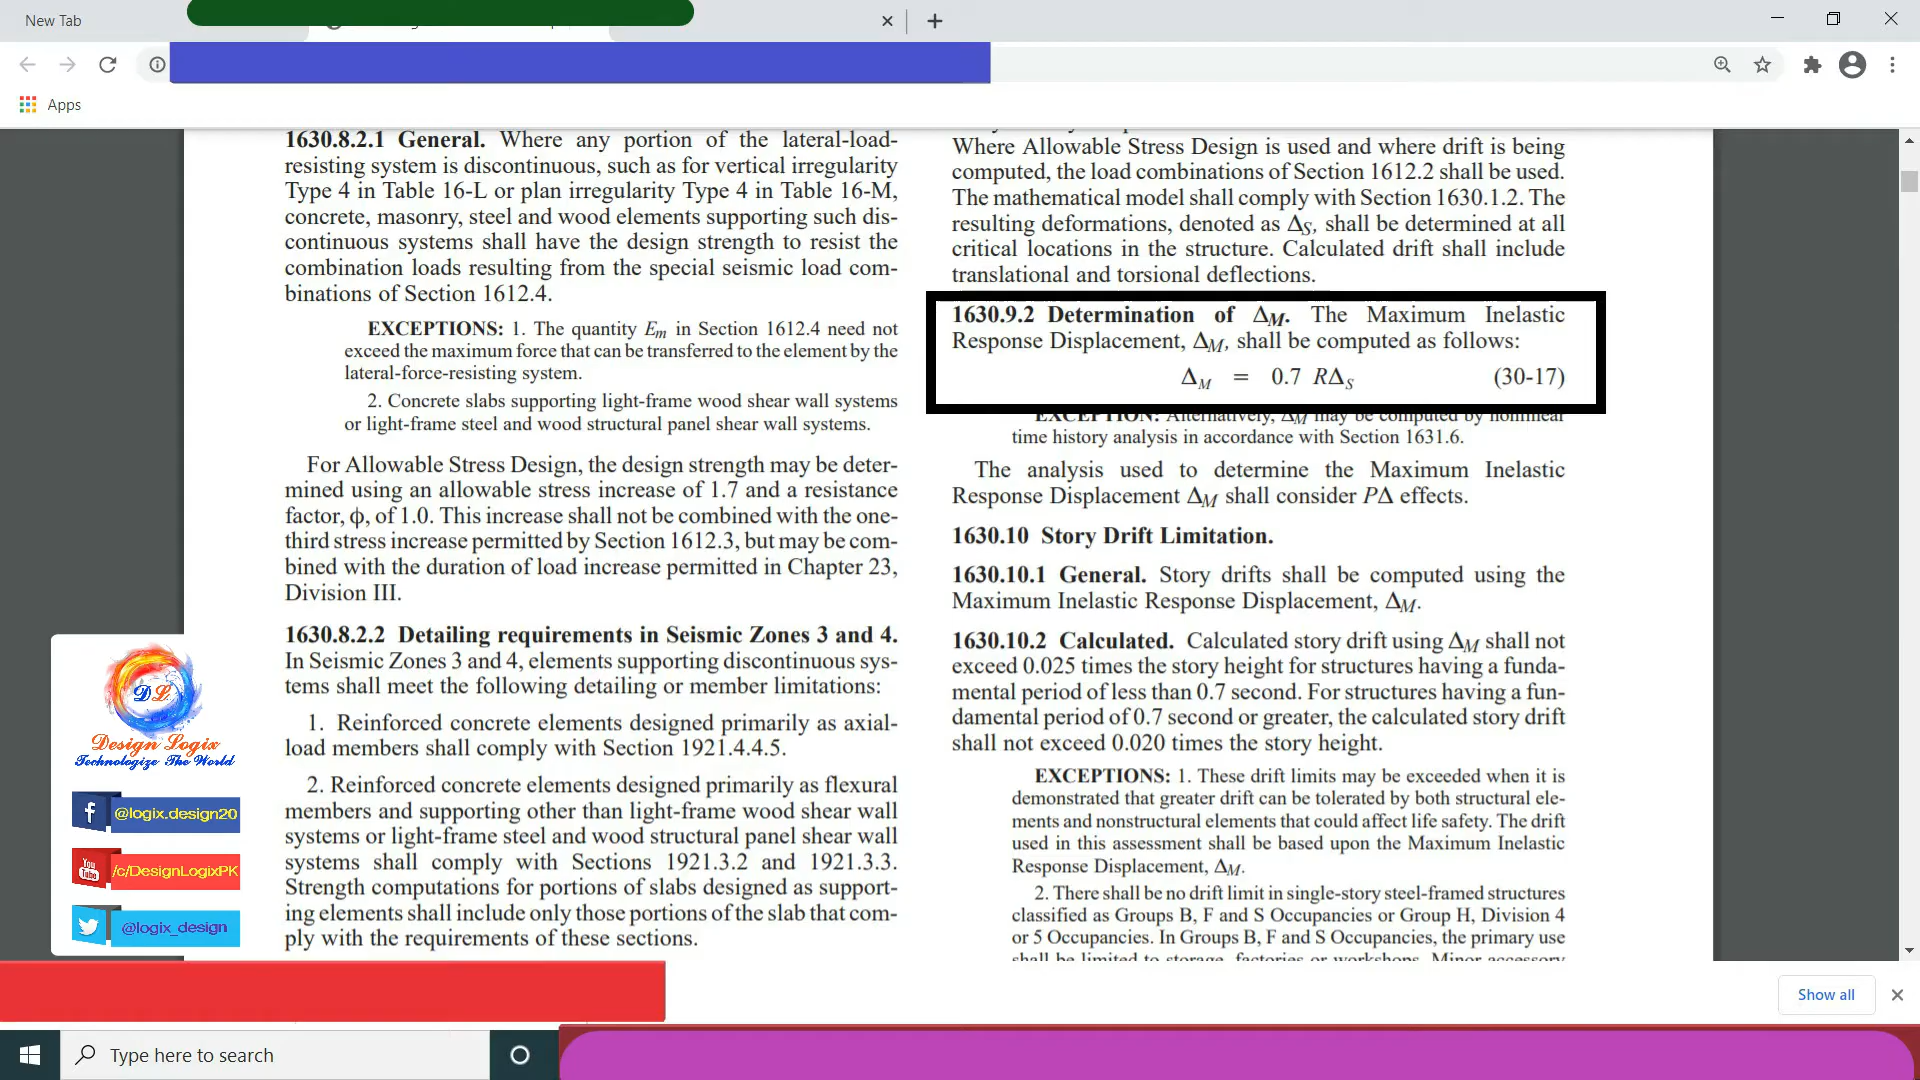 New Tab
Apps
1630.8.2.1 General. Where any portion of the lateral-load-
resisting system is discontinuous, such as for vertical irregularity
Type 4 in Table 16-L or plan irregularity Type 4 in Table 16-M,
concrete, masonry, steel and wood elements supporting such dis-
continuous systems shall have the design strength to resist the
combination loads resulting from the special seismic load com-
binations of Section 1612.4.
EXCEPTIONS: 1. The quantity Em in Section 1612.4 need not
exceed the maximum force that can be transferred to the element by the
lateral-force-resisting system.
2. Concrete slabs supporting light-frame wood shear wall systems
or light-frame steel and wood structural panel shear wall systems.
For Allowable Stress Design, the design strength may be deter-
mined using an allowable stress increase of 1.7 and a resistance
factor, ϕ, of 1.0. This increase shall not be combined with the one-
third stress increase permitted by Section 1612.3, but may be com-
bined with the duration of load increase permitted in Chapter 23,
Division III.
1630.8.2.2 Detailing requirements in Seismic Zones 3 and 4.
In Seismic Zones 3 and 4, elements supporting discontinuous sys-
tems shall meet the following detailing or member limitations:
1. Reinforced concrete elements designed primarily as axial-
load members shall comply with Section 1921.4.4.5.
2. Reinforced concrete elements designed primarily as flexural
members and supporting other than light-frame wood shear wall
systems or light-frame steel and wood structural panel shear wall
systems shall comply with Sections 1921.3.2 and 1921.3.3.
Strength computations for portions of slabs designed as support-
ing elements shall include only those portions of the slab that com-
ply with the requirements of these sections.
Where Allowable Stress Design is used and where drift is being
computed, the load combinations of Section 1612.2 shall be used.
The mathematical model shall comply with Section 1630.1.2. The
resulting deformations, denoted as ΔS, shall be determined at all
critical locations in the structure. Calculated drift shall include
translational and torsional deflections.
1630.9.2 Determination of ΔM. The Maximum Inelastic
Response Displacement, ΔM, shall be computed as follows:
ΔM = 0.7 RΔS (30-17)
EXCEPTION: Alternatively, ΔM may be computed by nonlinear
time history analysis in accordance with Section 1631.6.
The analysis used to determine the Maximum Inelastic
Response Displacement ΔM shall consider PΔ effects.
1630.10 Story Drift Limitation.
1630.10.1 General. Story drifts shall be computed using the
Maximum Inelastic Response Displacement, ΔM.
1630.10.2 Calculated. Calculated story drift using ΔM shall not
exceed 0.025 times the story height for structures having a funda-
mental period of less than 0.7 second. For structures having a fun-
damental period of 0.7 second or greater, the calculated story drift
shall not exceed 0.020 times the story height.
EXCEPTIONS: 1. These drift limits may be exceeded when it is
demonstrated that greater drift can be tolerated by both structural ele-
ments and nonstructural elements that could affect life safety. The drift
used in this assessment shall be based upon the Maximum Inelastic
Response Displacement, ΔM.
2. There shall be no drift limit in single-story steel-framed structures
classified as Groups B, F and S Occupancies or Group H, Division 4
or 5 Occupancies. In Groups B, F and S Occupancies, the primary use
shall be limited to storage, factories or workshops. Minor accessory
DL
Design Logix
Technologize The World
f @logix.design20
You Tube /c/DesignLogixPK
@logix_design
Show all
Type here to search